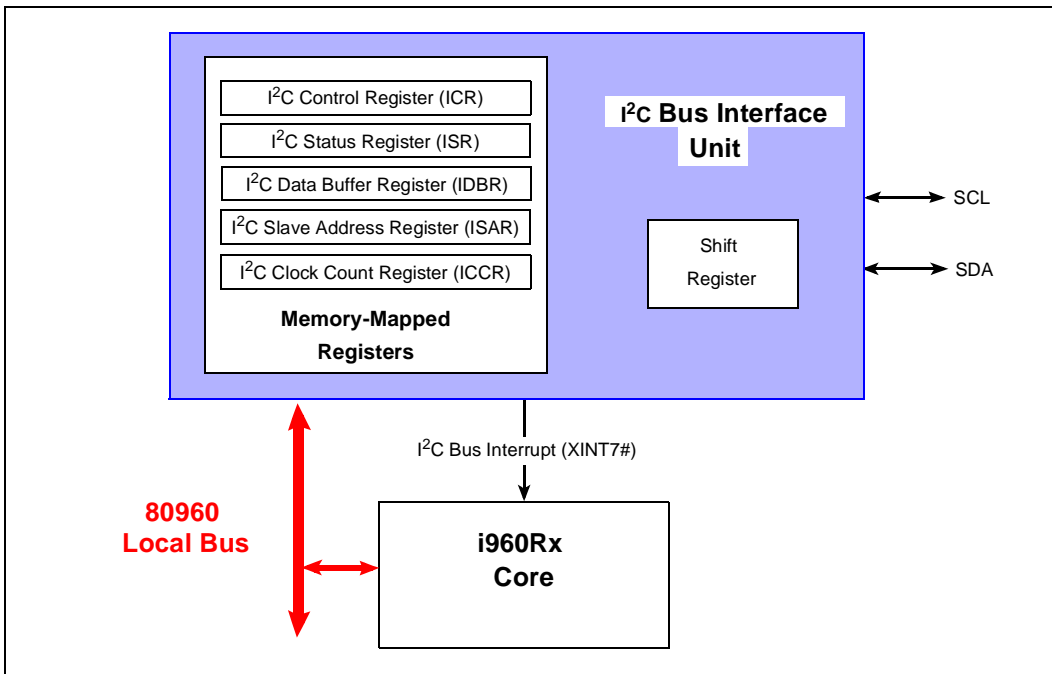 I²C Control Register (ICR)
I²C Status Register (ISR)
I²C Data Buffer Register (IDBR)
I²C Slave Address Register (ISAR)
I²C Clock Count Register (ICCR)
Memory-Mapped
Registers
I²C Bus Interface
Unit
Shift
Register
SCL
SDA
I²C Bus Interrupt (XINT7#)
80960
Local Bus
i960Rx
Core